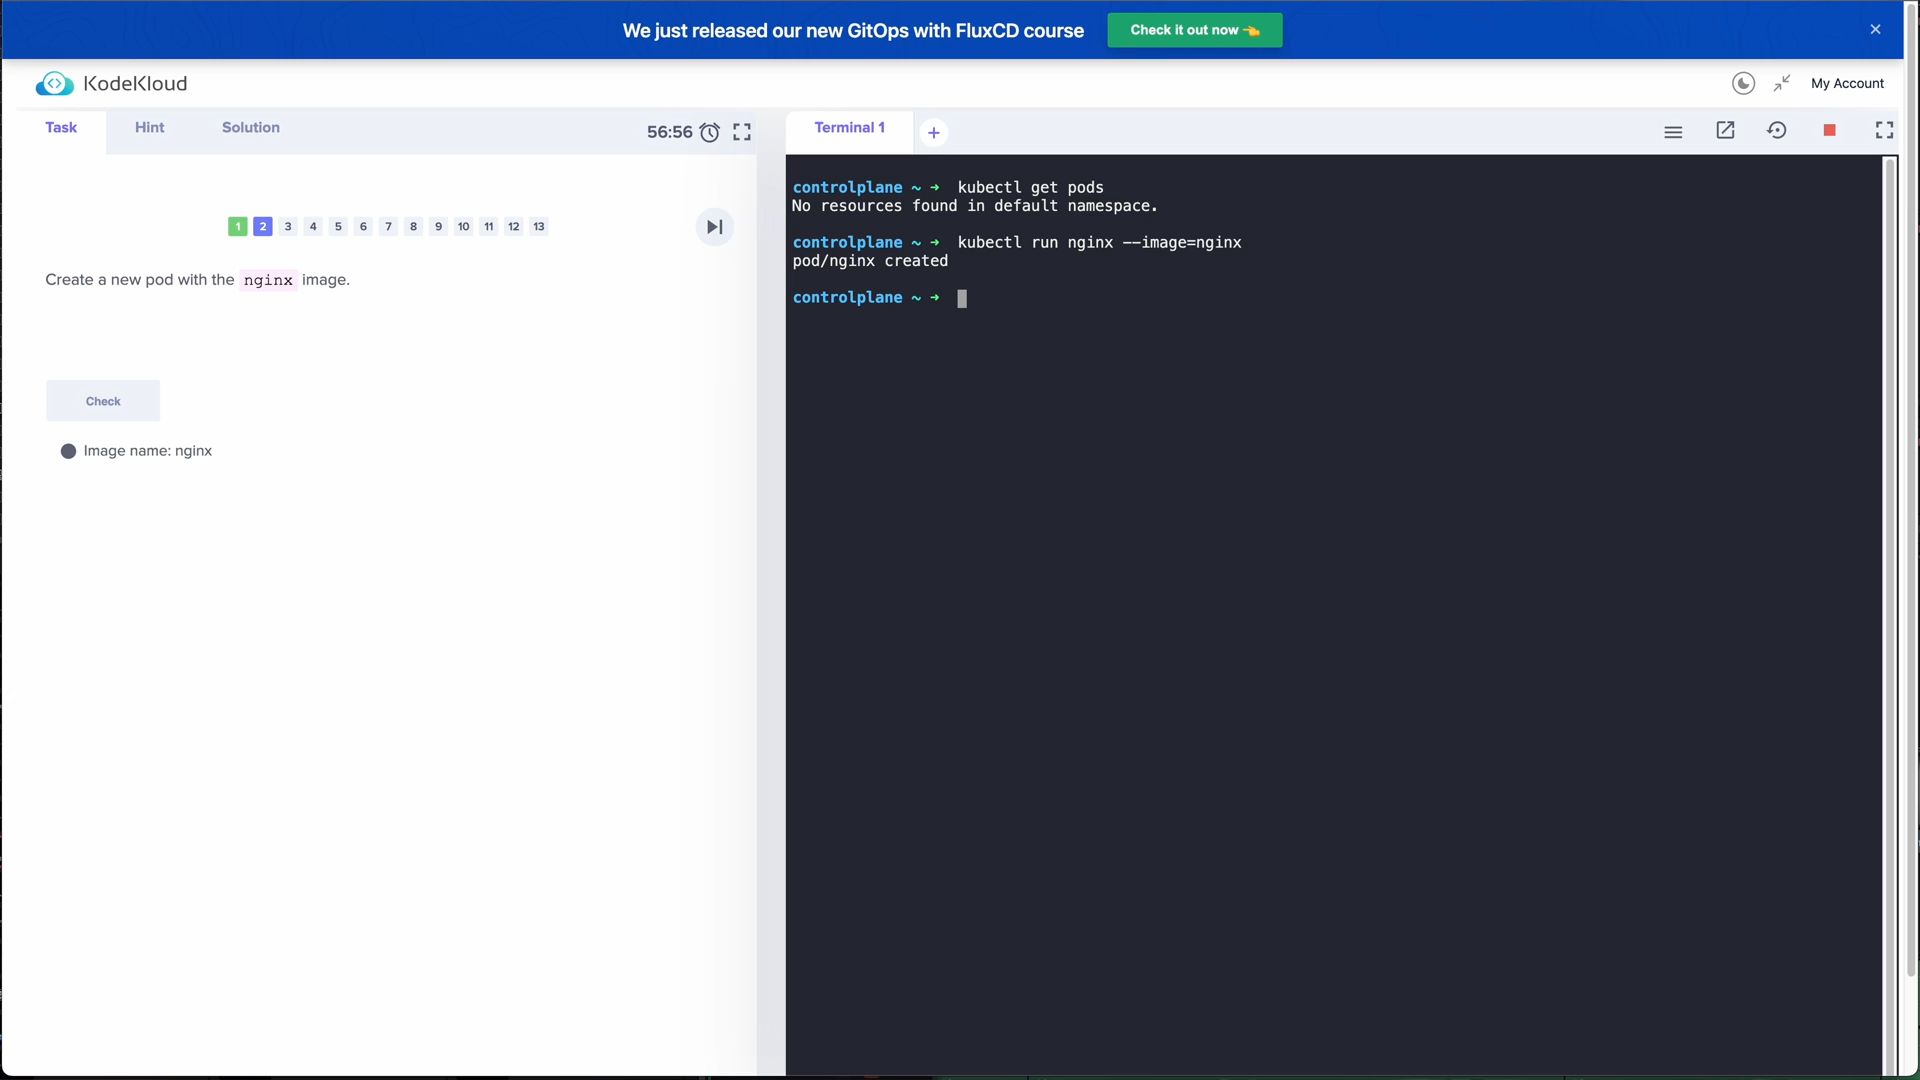 We just released our new GitOps with FluxCD course
Check it out now 👈
KodeKloud
My Account
Task
Hint
Solution
56:56
Terminal 1
1 2 3 4 5 6 7 8 9 10 11 12 13
Create a new pod with the nginx image.
Check
Image name: nginx
controlplane ~ ➜ kubectl get pods
No resources found in default namespace.
controlplane ~ ➜ kubectl run nginx --image=nginx
pod/nginx created
controlplane ~ ➜